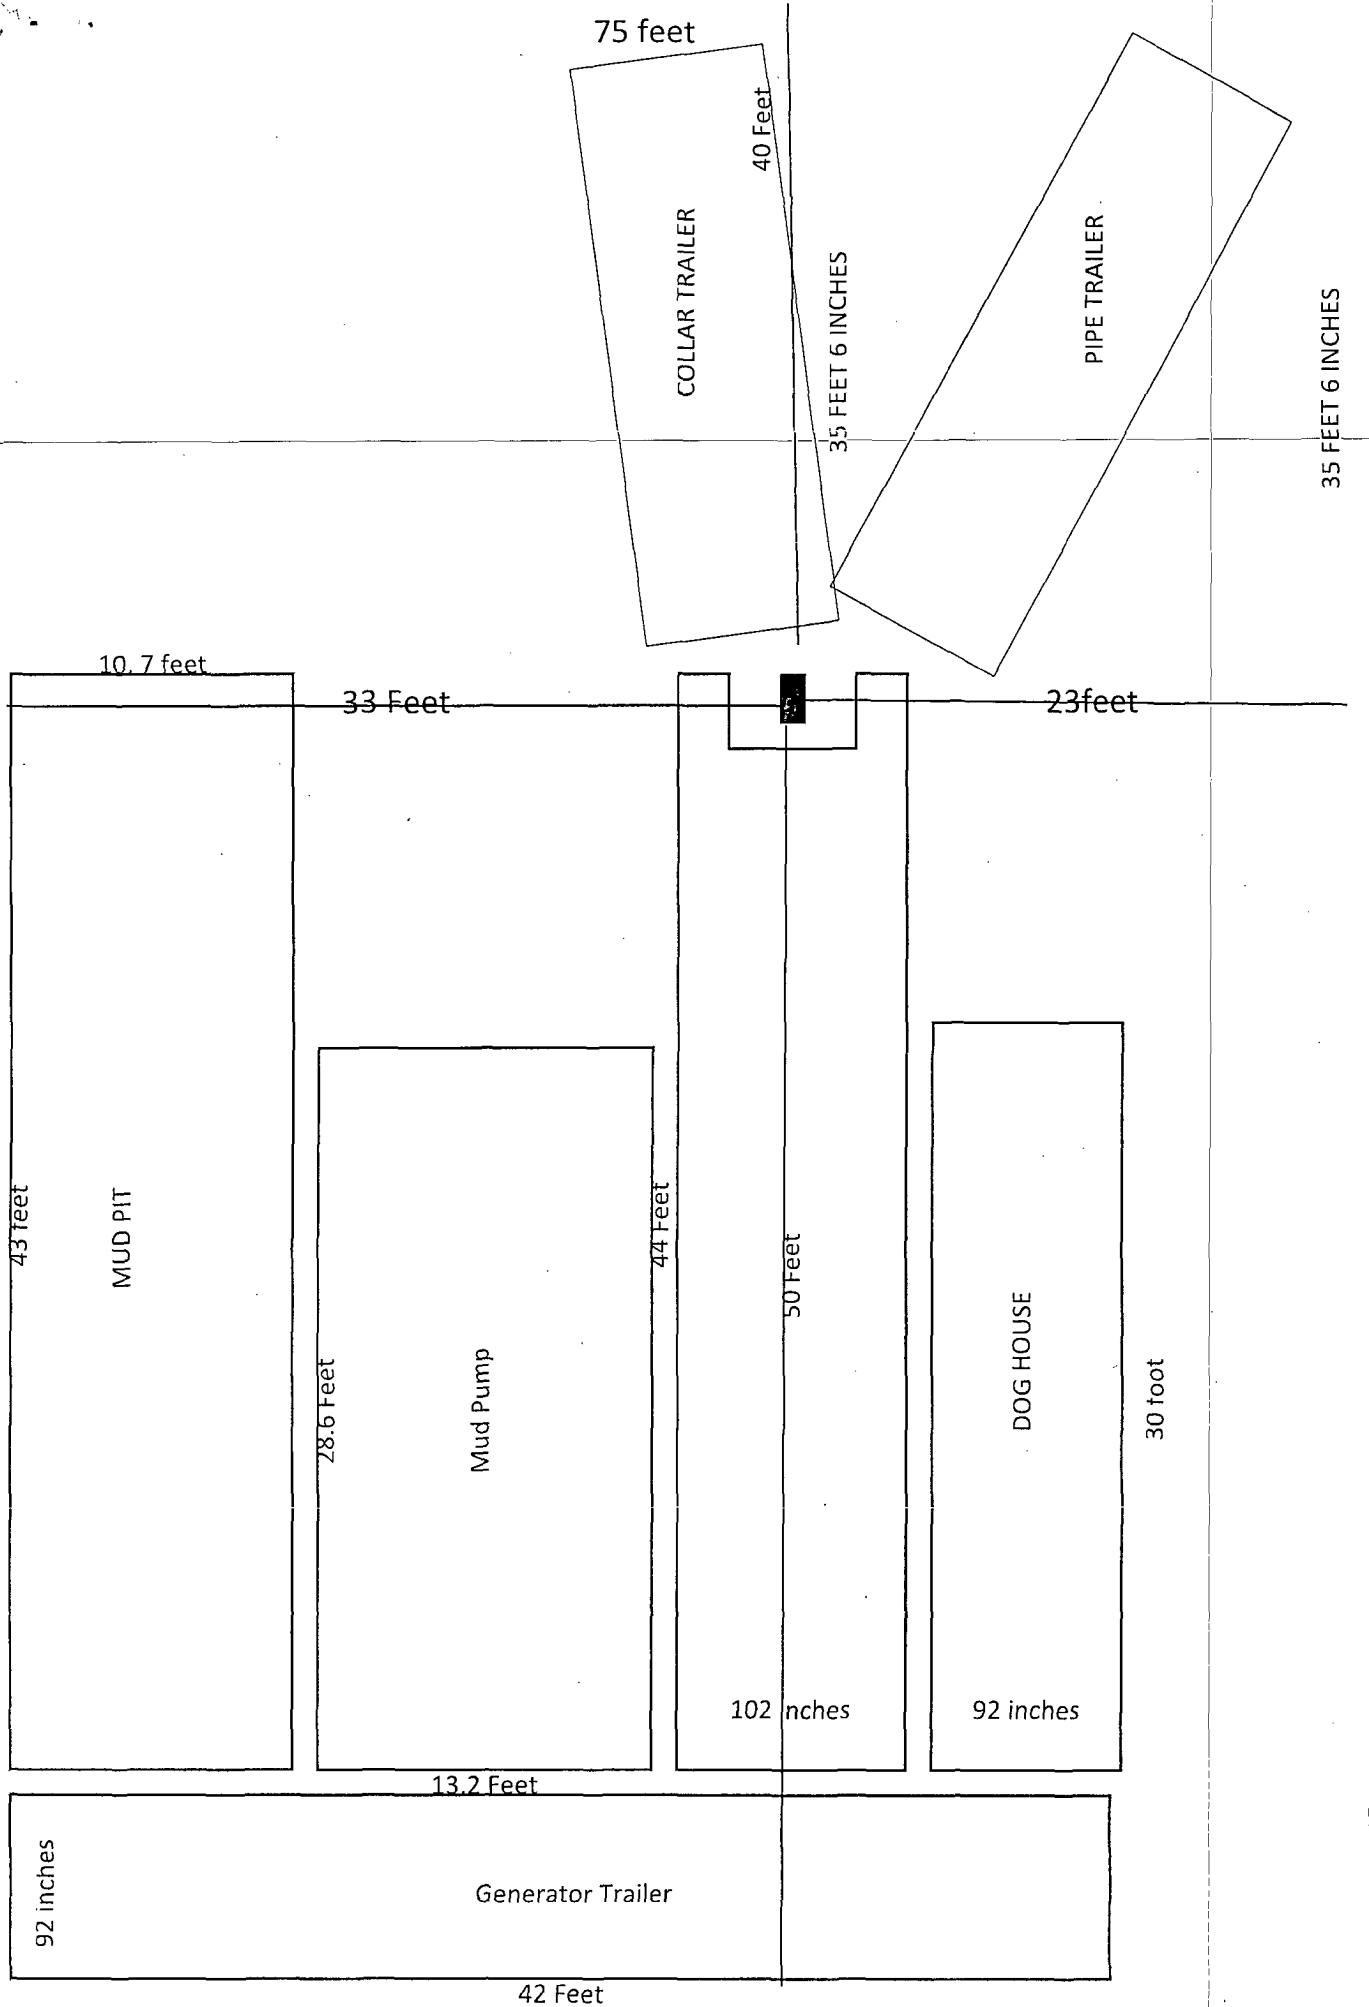 75 feet
40 Feet
COLLAR TRAILER
35 FEET 6 INCHES
PIPE TRAILER
35 FEET 6 INCHES
10. 7 feet
33 Feet
23feet
43 feet
MUD PIT
28.6 Feet
Mud Pump
44 Feet
50 Feet
DOG HOUSE
30 foot
102 inches
92 inches
13.2 Feet
92 inches
Generator Trailer
42 Feet